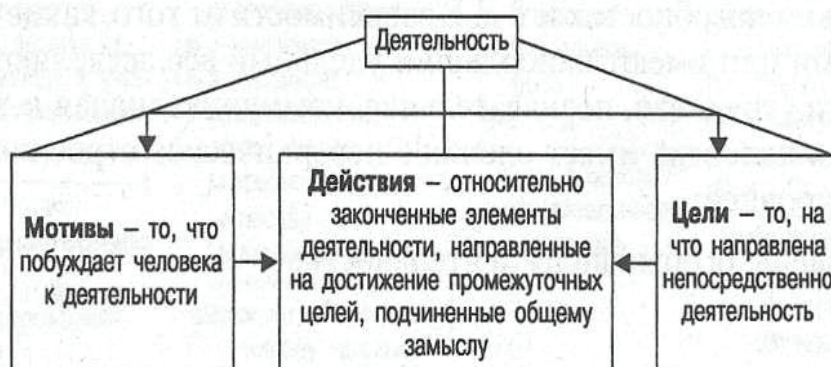 Деятельность
Мотивы – то, что
побуждает человека
к деятельности
Действия – относительно
законченные элементы
деятельности, направленные
на достижение промежуточных
целей, подчиненные общему
замыслу
Цели – то, на
что направлена
непосредственно
деятельность